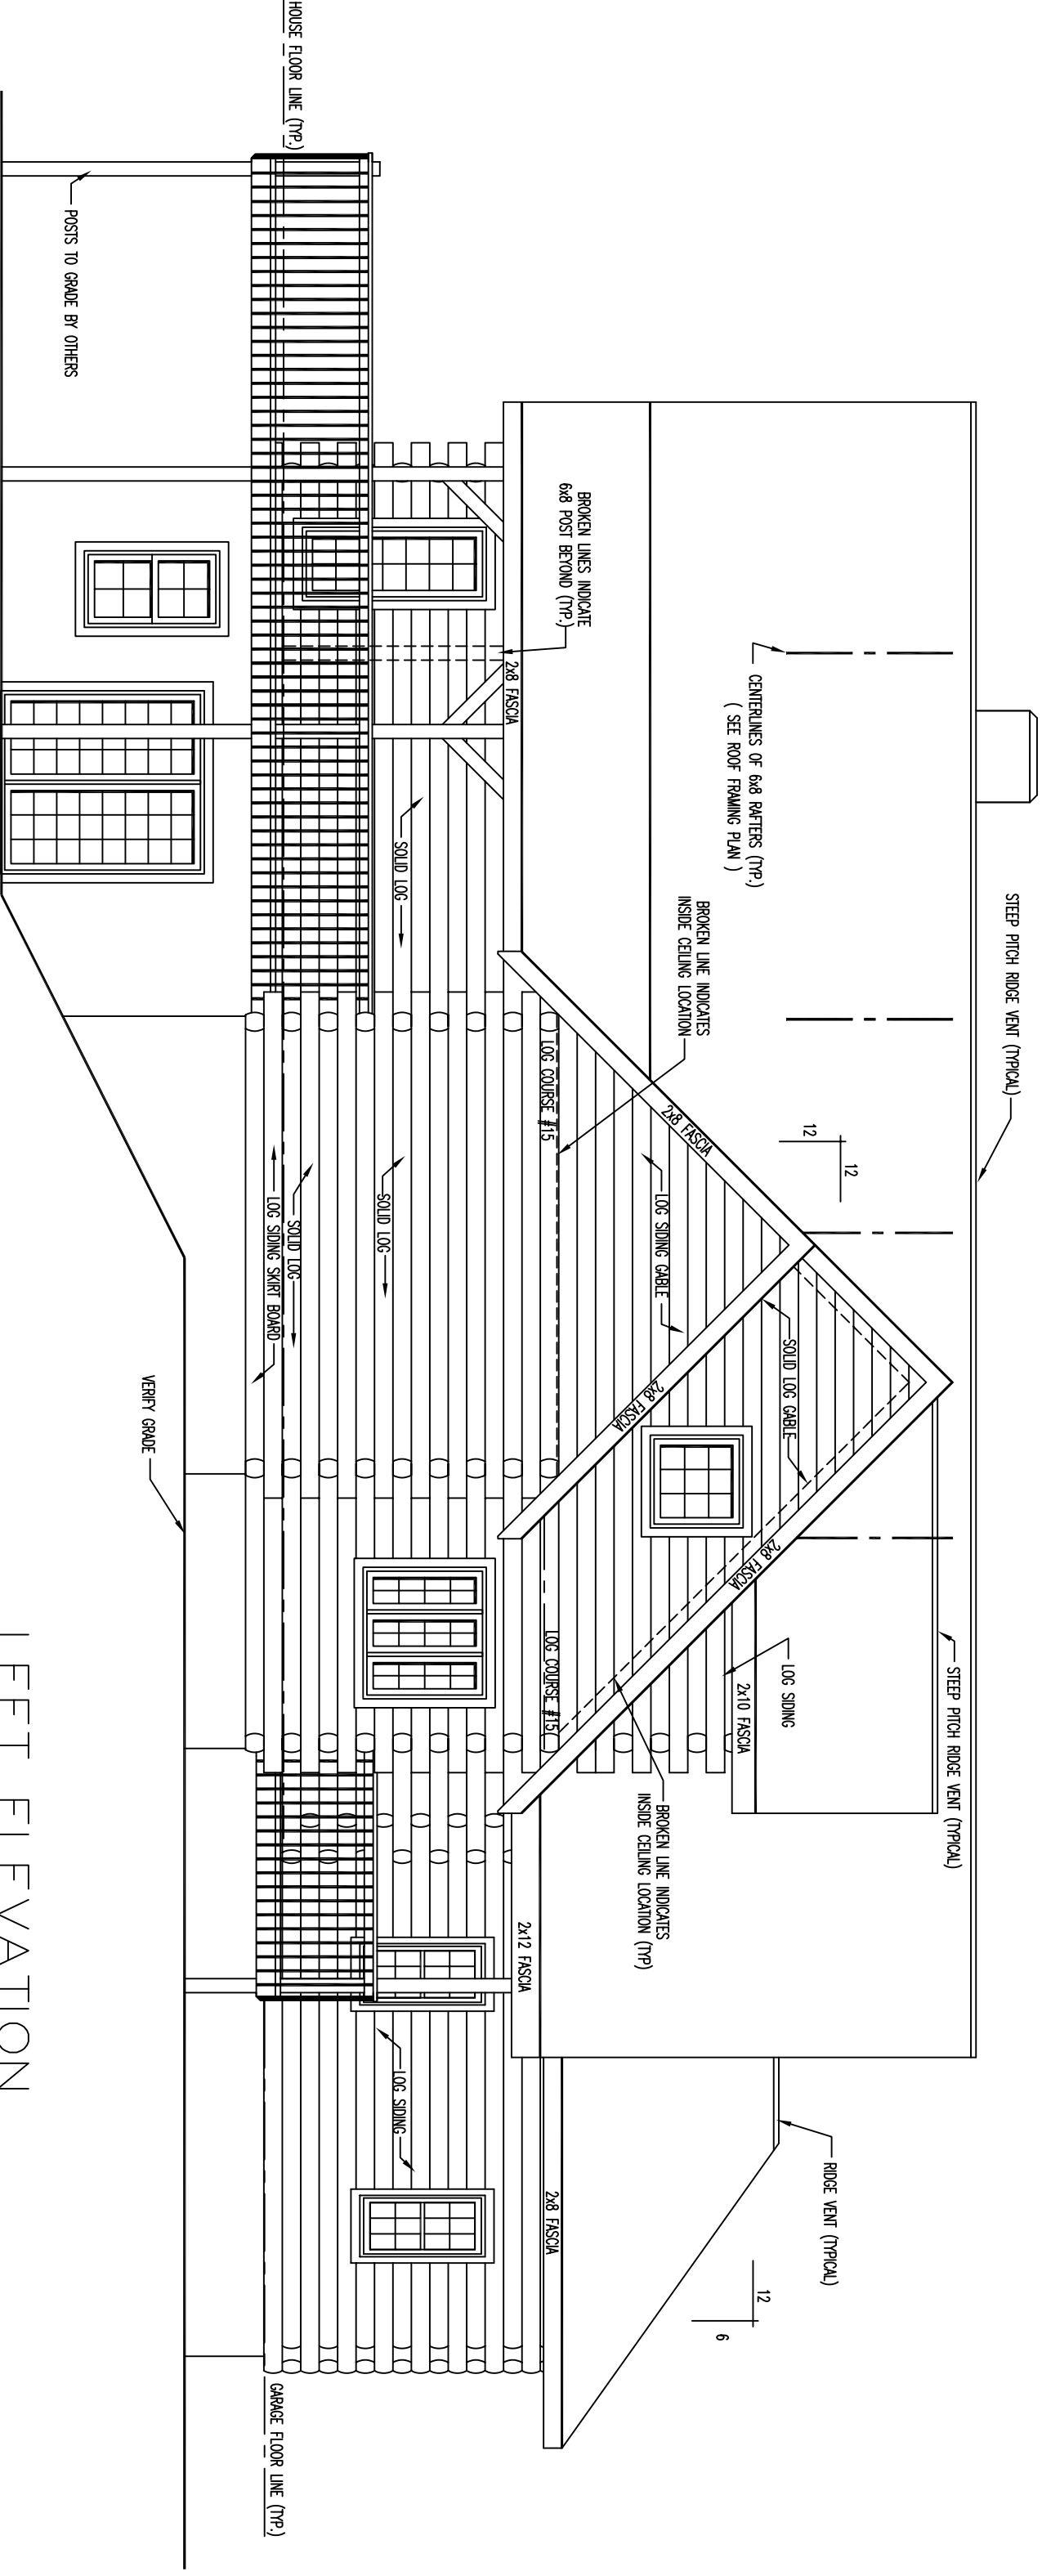 STEEP PITCH RIDGE VENT (TYPICAL)
CENTERLINES OF 6x8 RAFTERS (TYP.)
( SEE ROOF FRAMING PLAN )
12
12
STEEP PITCH RIDGE VENT (TYPICAL)
RIDGE VENT (TYPICAL)
12
6
BROKEN LINE INDICATES
INSIDE CEILING LOCATION
2x8 FASCIA
LOG SIDING GABLE
SOLID LOG GABLE
2x8 FASCIA
2x8 FASCIA
LOG SIDING
2x10 FASCIA
BROKEN LINE INDICATES
INSIDE CEILING LOCATION (TYP)
BROKEN LINES INDICATE
6x8 POST BEYOND (TYP.)
2x8 FASCIA
LOG COURSE #15
LOG COURSE #15
2x12 FASCIA
2x8 FASCIA
SOLID LOG
SOLID LOG
LOG SIDING
HOUSE FLOOR LINE (TYP.)
SOLID LOG
LOG SIDING SKIRT BOARD
GARAGE FLOOR LINE (TYP.)
VERIFY GRADE
POSTS TO GRADE BY OTHERS
LEFT ELEVATION